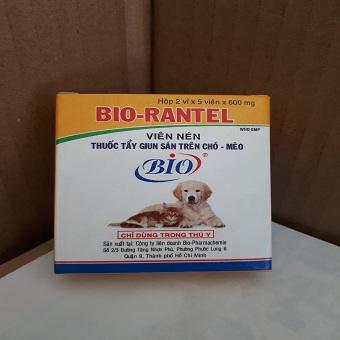 Hộp 2 vỉ x 5 viên x 600 mg
BIO-RANTEL
WHO GMP
VIÊN NÉN
THUỐC TẨY GIUN SÁN TRÊN CHÓ - MÈO
BIO®
CHỈ DÙNG TRONG THÚ Y
Sản xuất tại: Công ty liên doanh Bio-Pharmachemie
Số 2/3 Đường Tăng Nhơn Phú, Phường Phước Long B
Quận 9, Thành phố Hồ Chí Minh